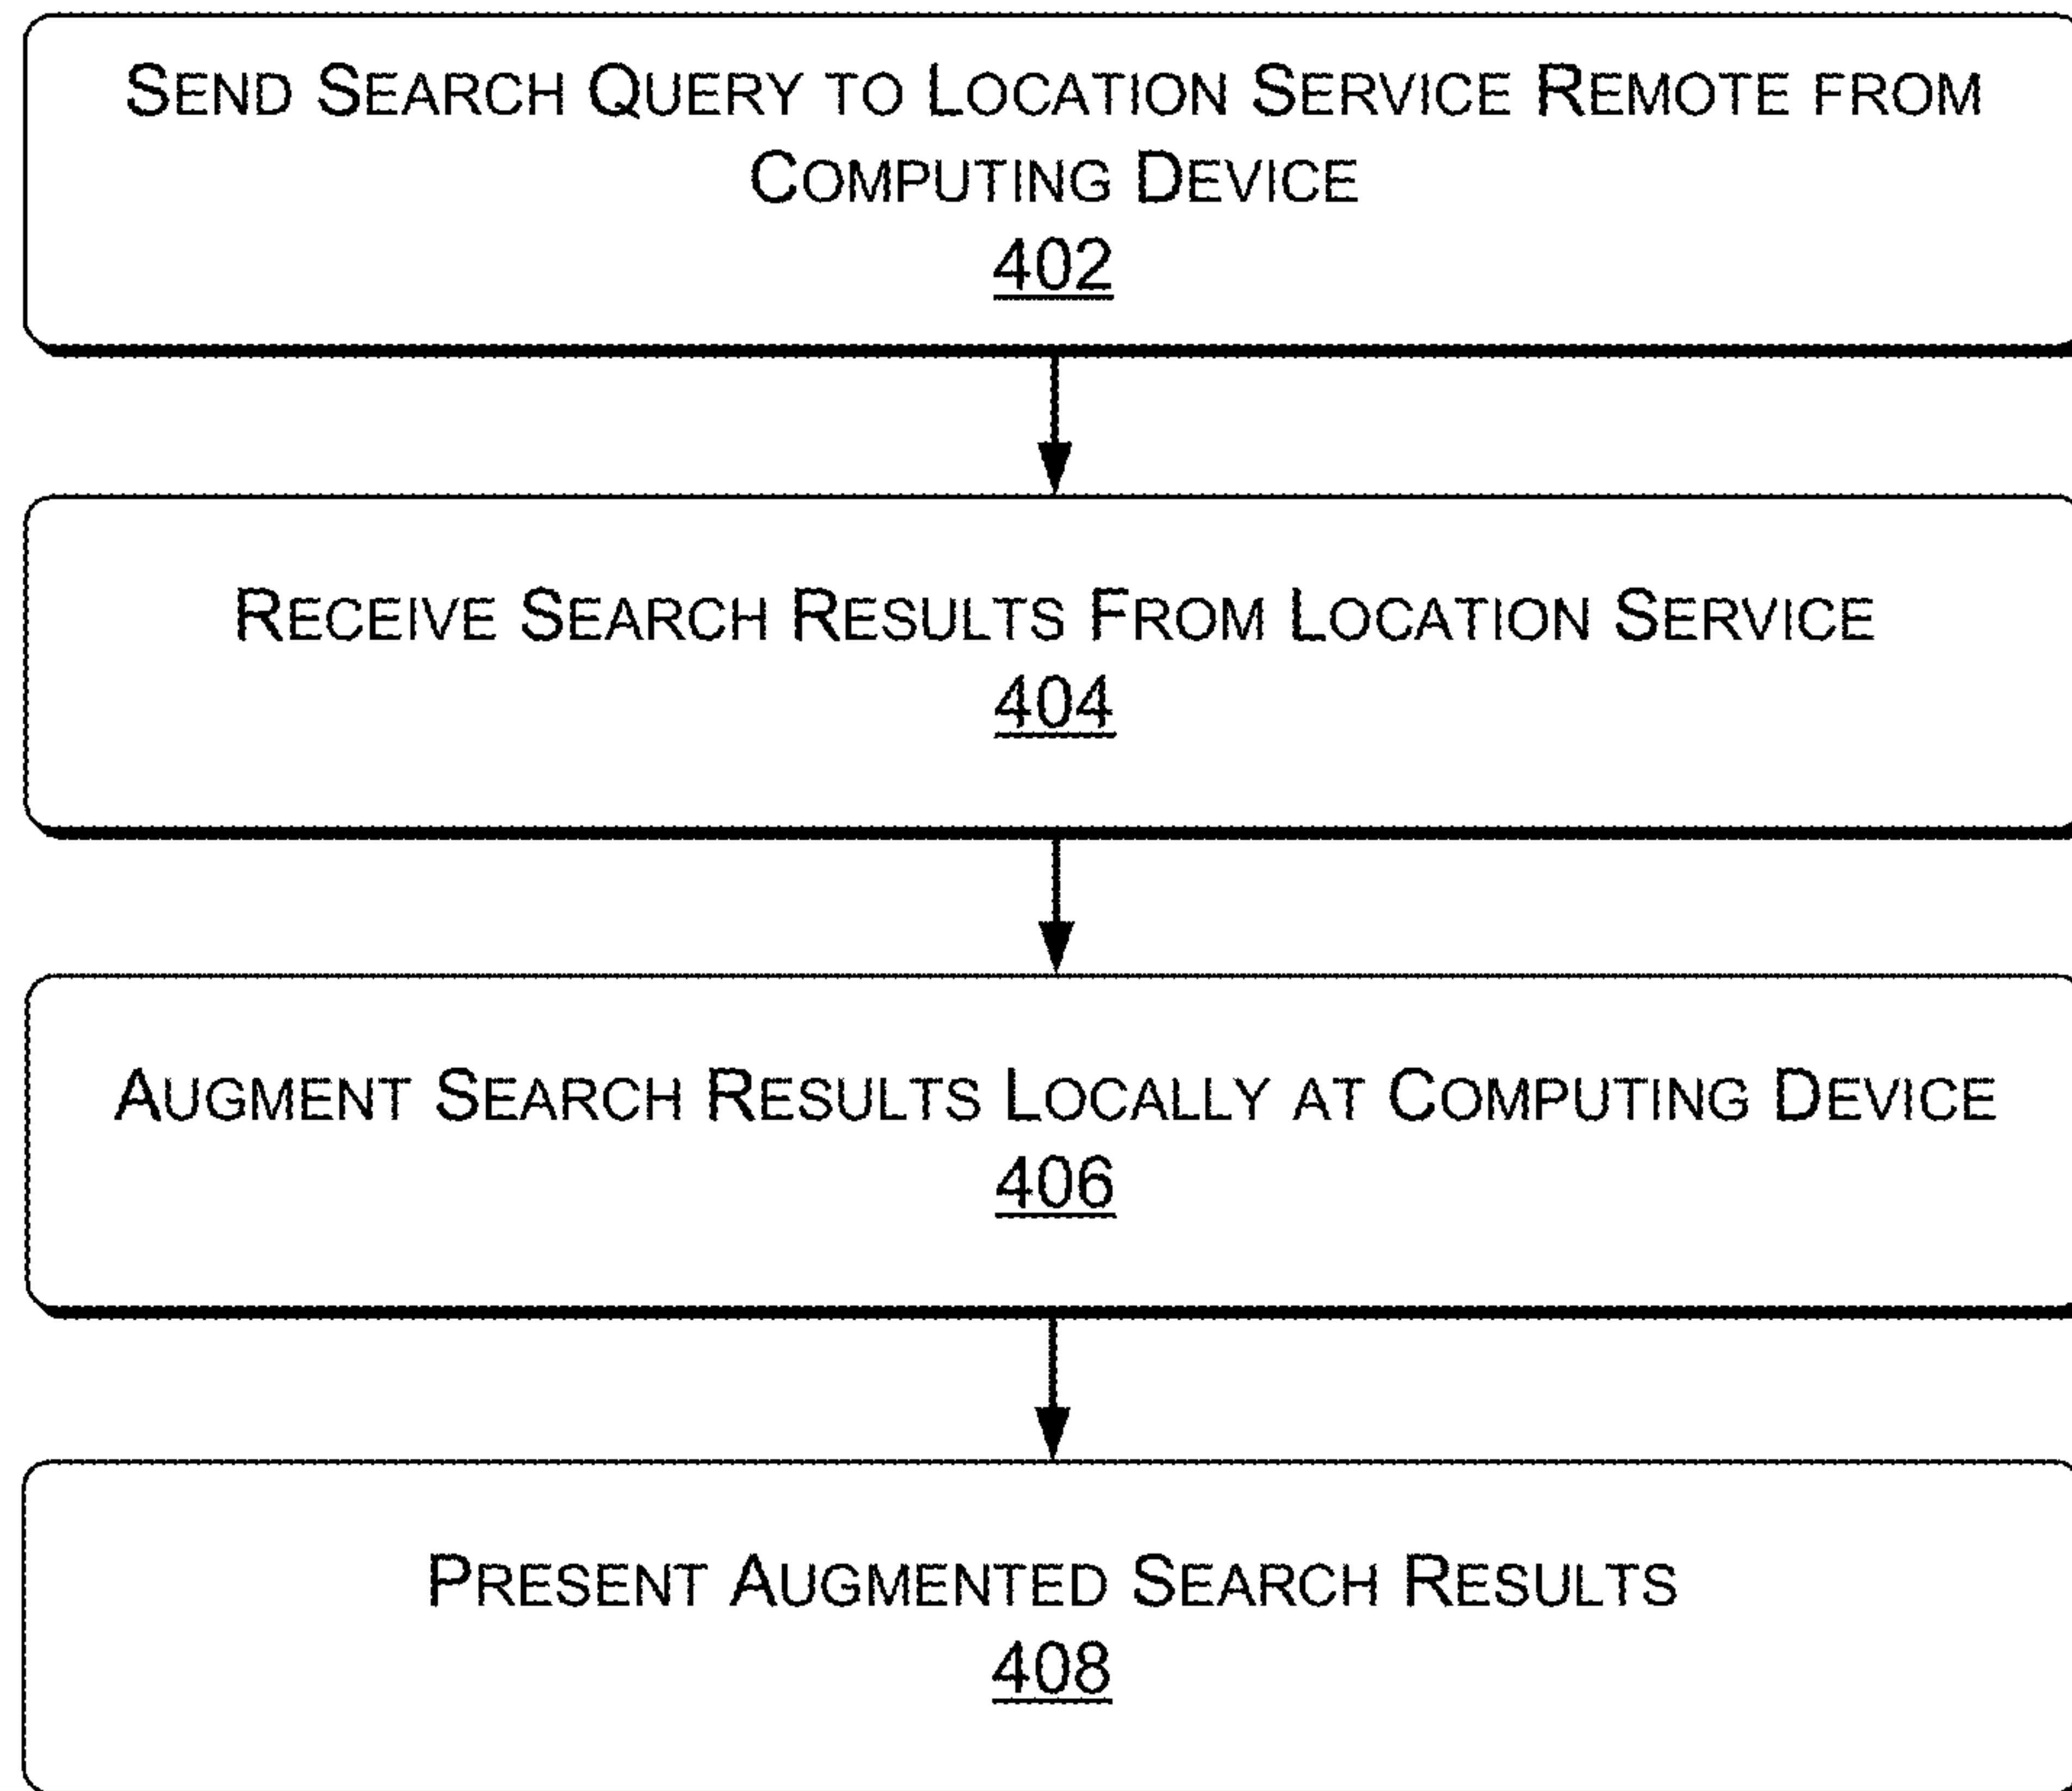 Send Search Query to Location Service Remote from
Computing Device
402
Receive Search Results From Location Service
404
Augment Search Results Locally at Computing Device
406
Present Augmented Search Results
408